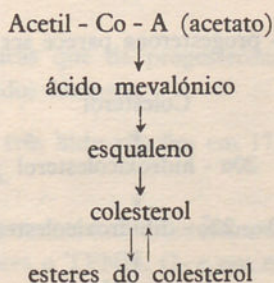 Acetil - Co - A (acetato)
ácido mevalónico
esqualeno
colesterol
esteres do colesterol